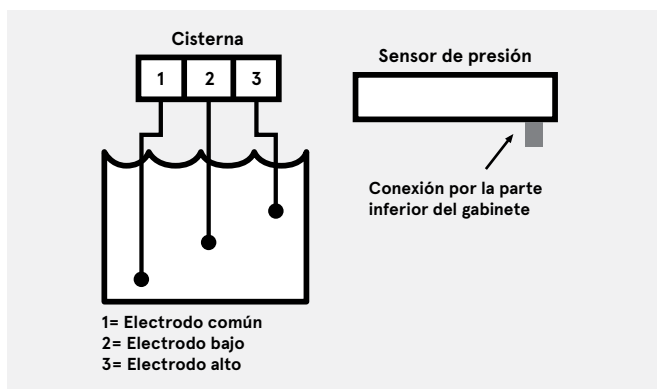 Cisterna
1 2 3
Sensor de presión
Conexión por la parte
inferior del gabinete
1= Electrodo común
2= Electrodo bajo
3= Electrodo alto